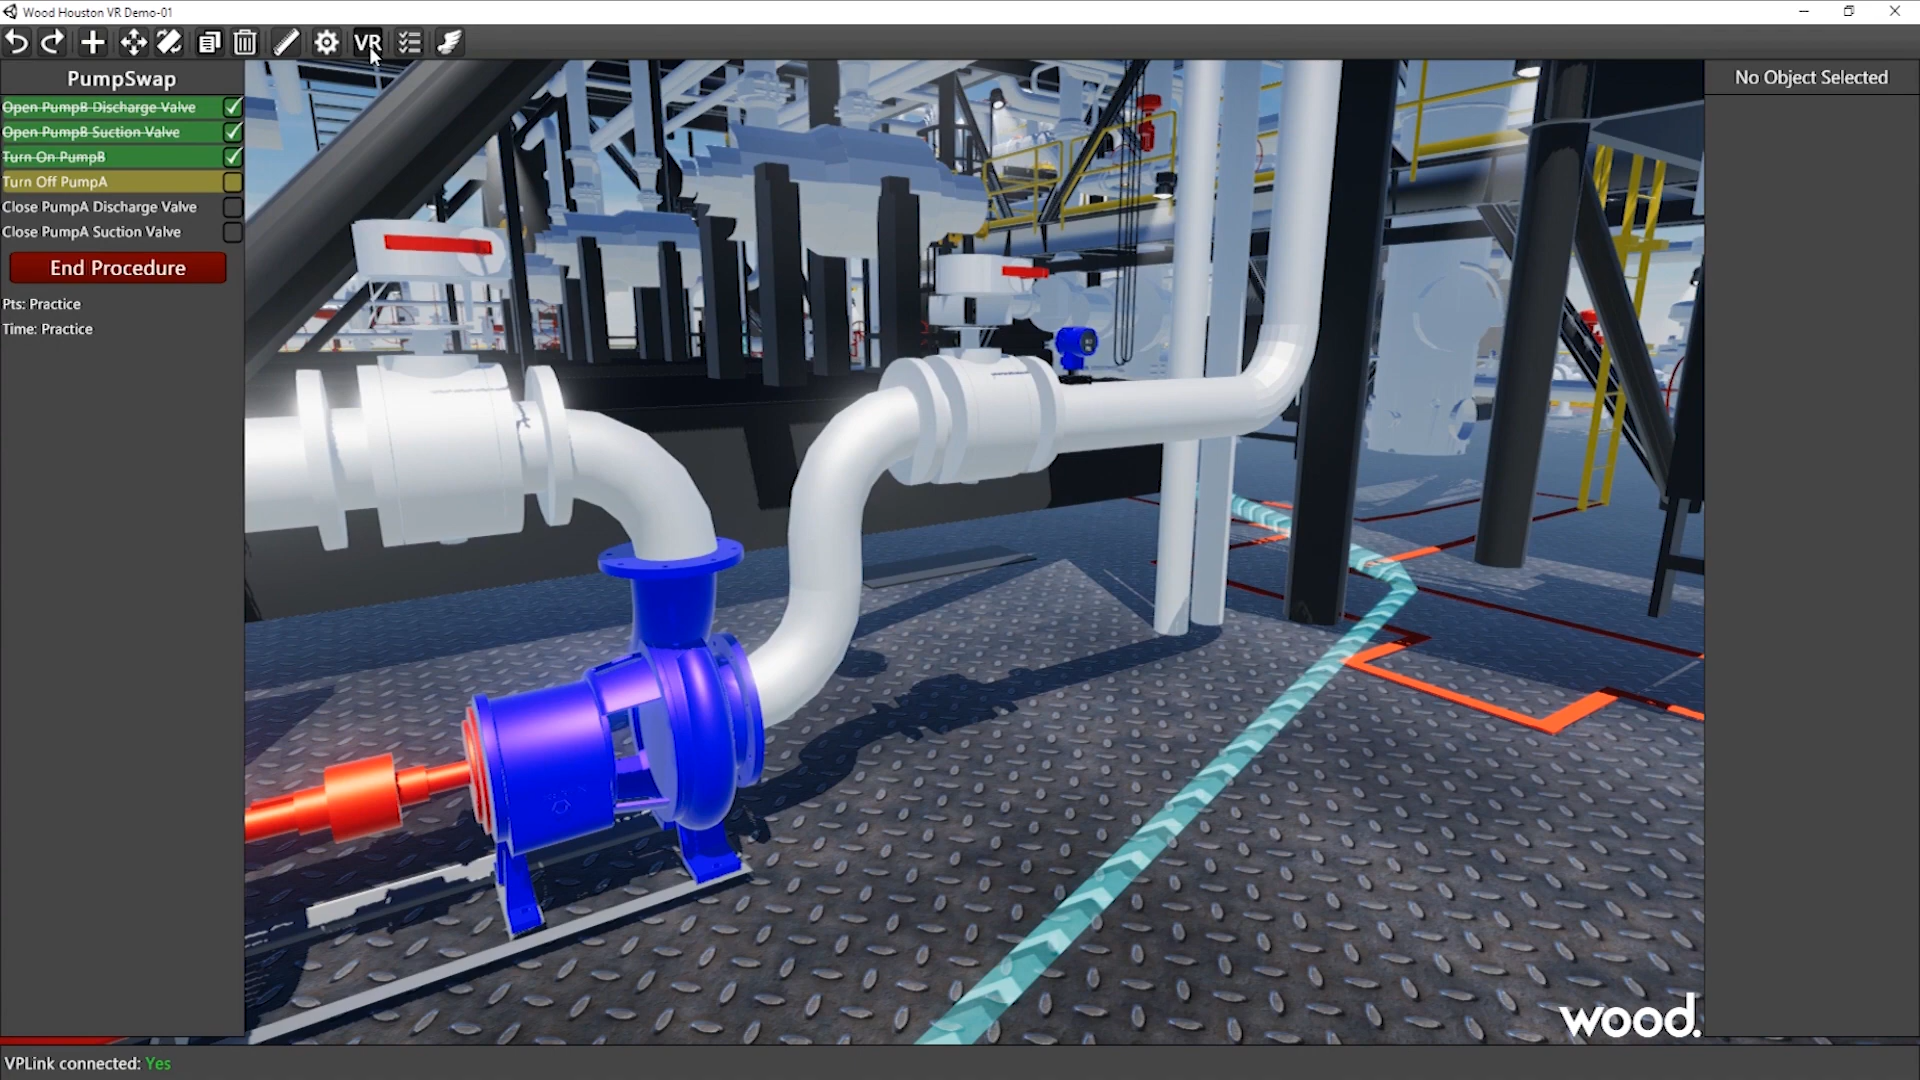 Wood Houston VR Demo-01
VR
PumpSwap
No Object Selected
Open PumpB Discharge Valve
Open PumpB Suction Valve
Turn On PumpB
Turn Off PumpA
Close PumpA Discharge Valve
Close PumpA Suction Valve
End Procedure
Pts: Practice
Time: Practice
wood.
VPLink connected: Yes